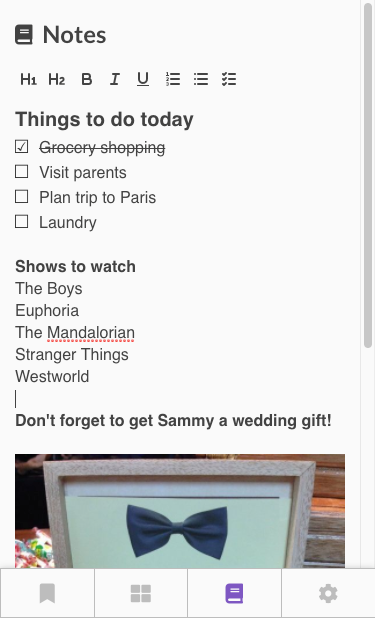 Notes
H1 H2 B I U
Things to do today
Grocery shopping
Visit parents
Plan trip to Paris
Laundry
Shows to watch
The Boys
Euphoria
The Mandalorian
Stranger Things
Westworld
Don't forget to get Sammy a wedding gift!